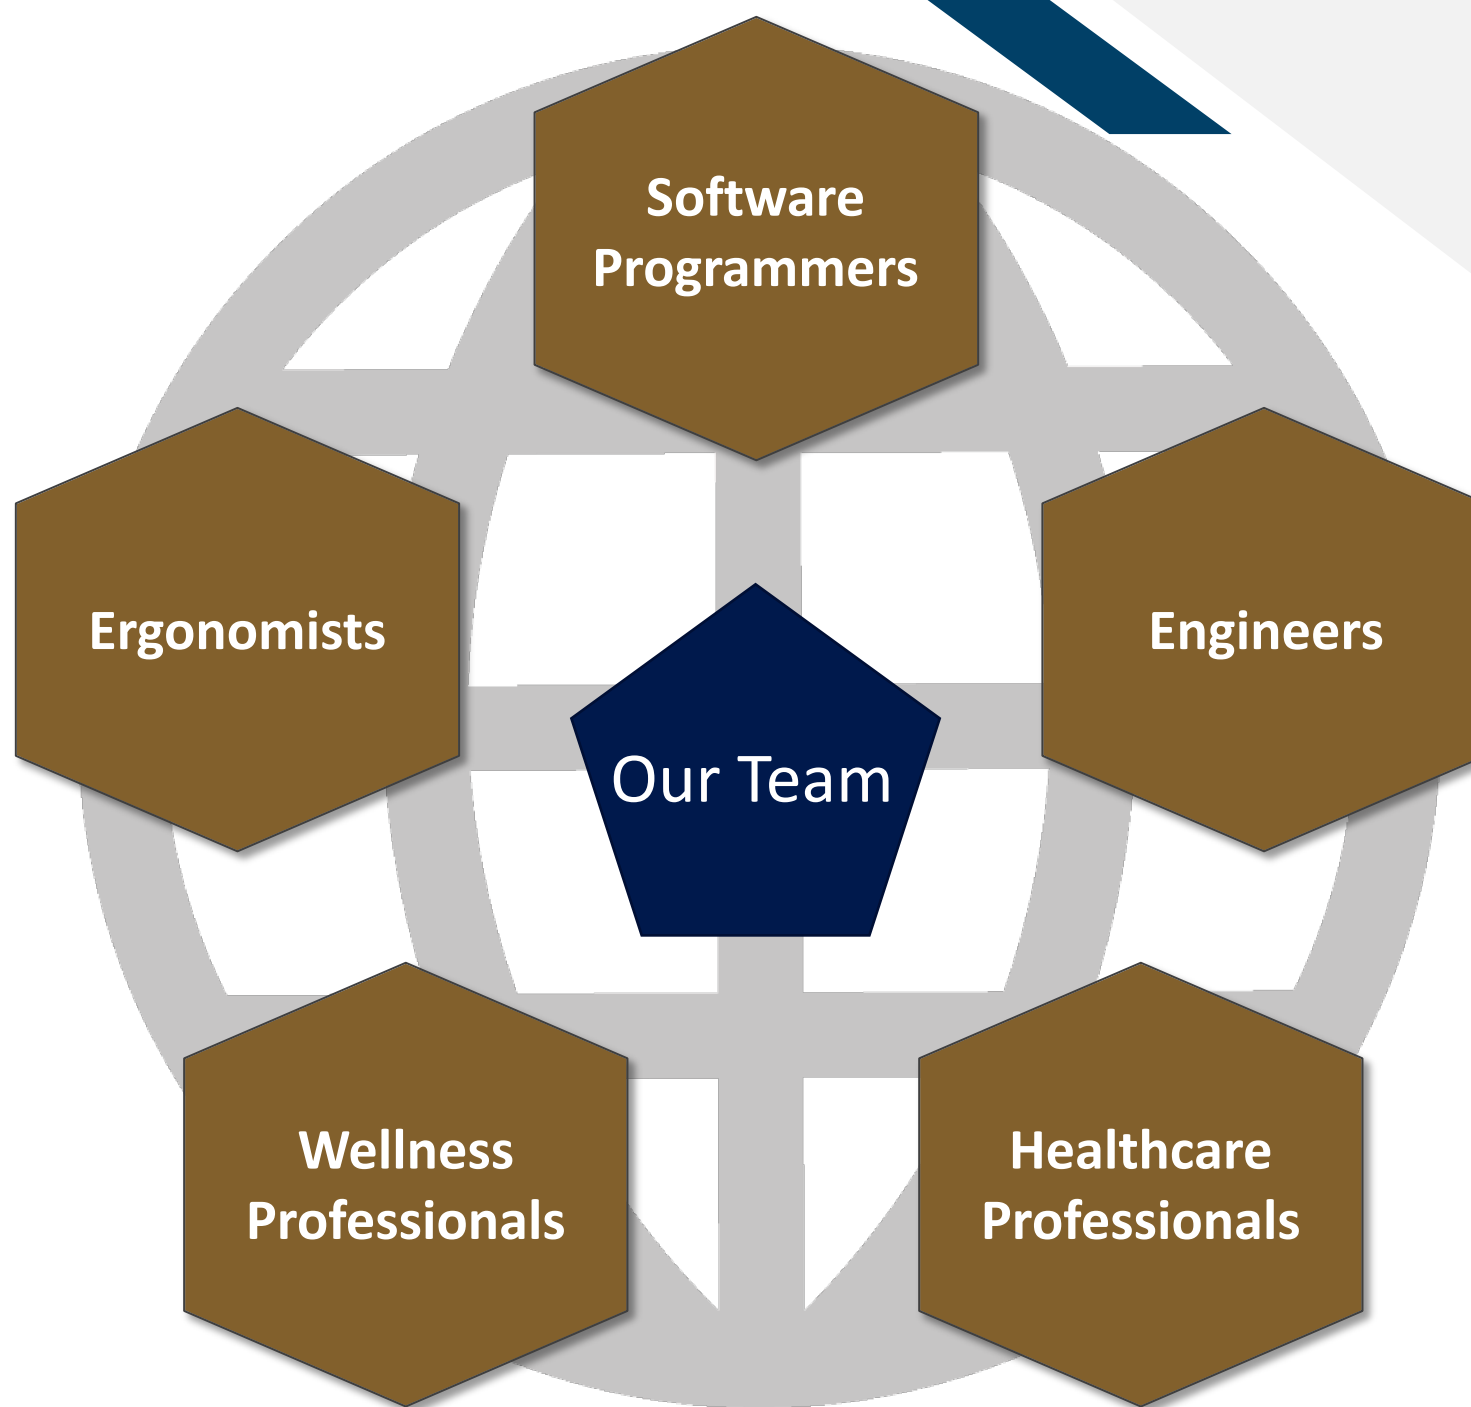 Software
Programmers
Ergonomists
Engineers
Our Team
Wellness
Professionals
Healthcare
Professionals